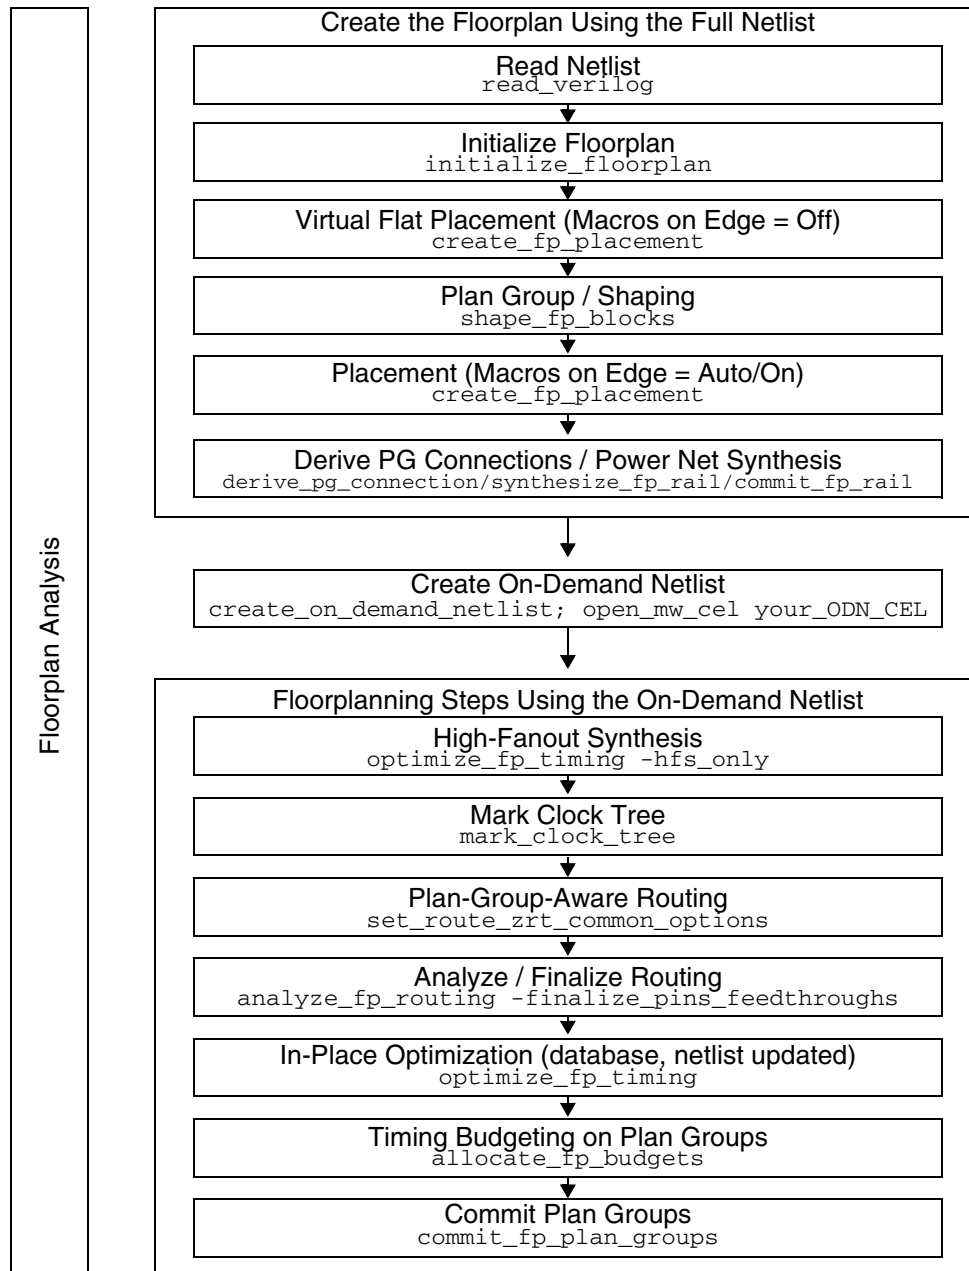 Floorplan Analysis
Create the Floorplan Using the Full Netlist
Read Netlist
read_verilog
Initialize Floorplan
initialize_floorplan
Virtual Flat Placement (Macros on Edge = Off)
create_fp_placement
Plan Group / Shaping
shape_fp_blocks
Placement (Macros on Edge = Auto/On)
create_fp_placement
Derive PG Connections / Power Net Synthesis
derive_pg_connection/synthesize_fp_rail/commit_fp_rail
Create On-Demand Netlist
create_on_demand_netlist; open_mw_cel your_ODN_CEL
Floorplanning Steps Using the On-Demand Netlist
High-Fanout Synthesis
optimize_fp_timing -hfs_only
Mark Clock Tree
mark_clock_tree
Plan-Group-Aware Routing
set_route_zrt_common_options
Analyze / Finalize Routing
analyze_fp_routing -finalize_pins_feedthroughs
In-Place Optimization (database, netlist updated)
optimize_fp_timing
Timing Budgeting on Plan Groups
allocate_fp_budgets
Commit Plan Groups
commit_fp_plan_groups